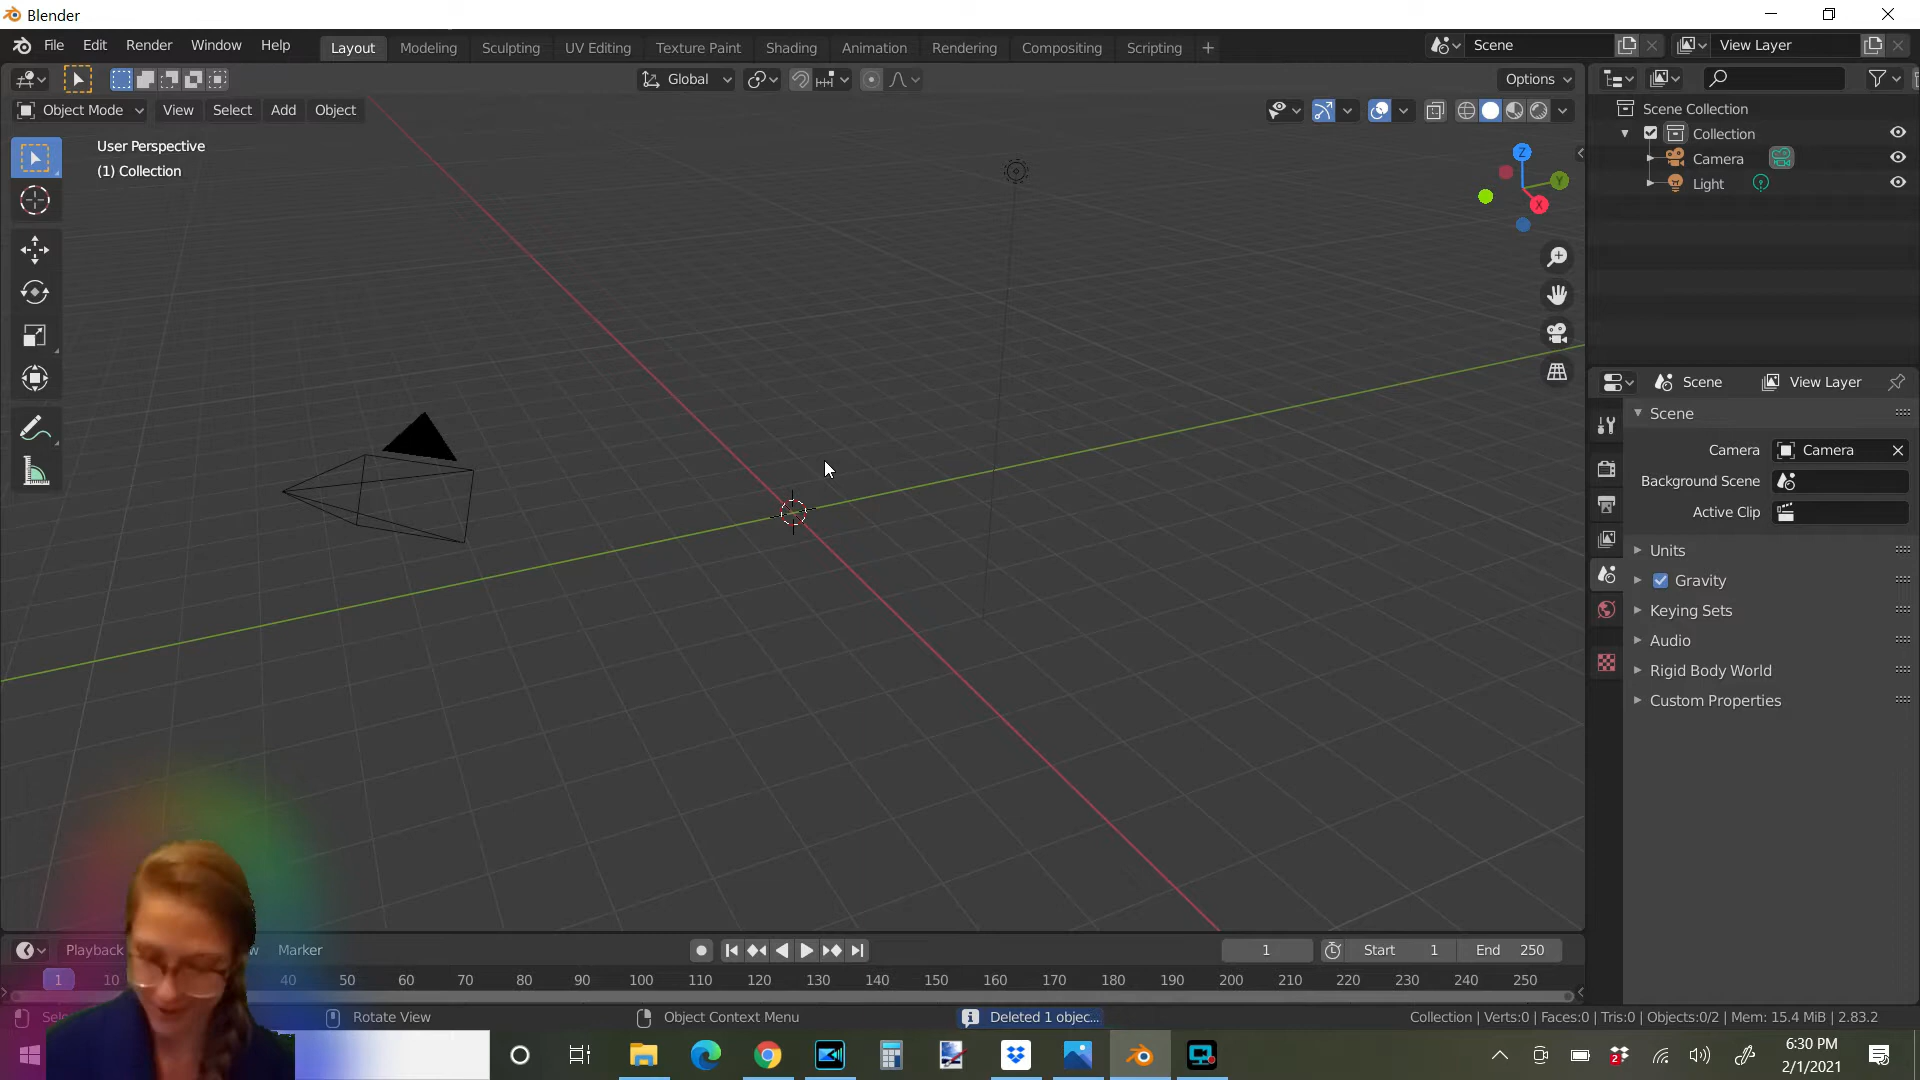 Blender
File Edit Render Window Help Layout Modeling Sculpting UV Editing Texture Paint Shading Animation Rendering Compositing Scripting + Scene View Layer
Global Options
Object Mode View Select Add Object
User Perspective
(1) Collection
Z
Y
X
Scene Collection
Collection
Camera
Light
Scene View Layer
Scene
Camera Camera
Background Scene
Active Clip
Units
Gravity
Keying Sets
Audio
Rigid Body World
Custom Properties
Playback Marker 1 Start 1 End 250
1 10 40 50 60 70 80 90 100 110 120 130 140 150 160 170 180 190 200 210 220 230 240 250
Rotate View Object Context Menu Deleted 1 objec... Collection | Verts:0 | Faces:0 | Tris:0 | Objects:0/2 | Mem: 15.4 MiB | 2.83.2
2
6:30 PM
2/1/2021